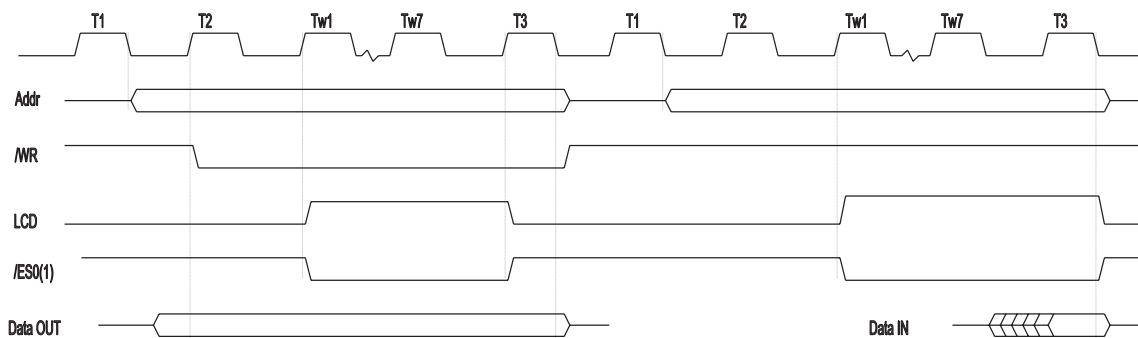 T1 T2 Tw1 Tw7 T3 T1 T2 Tw1 Tw7 T3
Addr
/WR
LCD
/ES0(1)
Data OUT Data IN